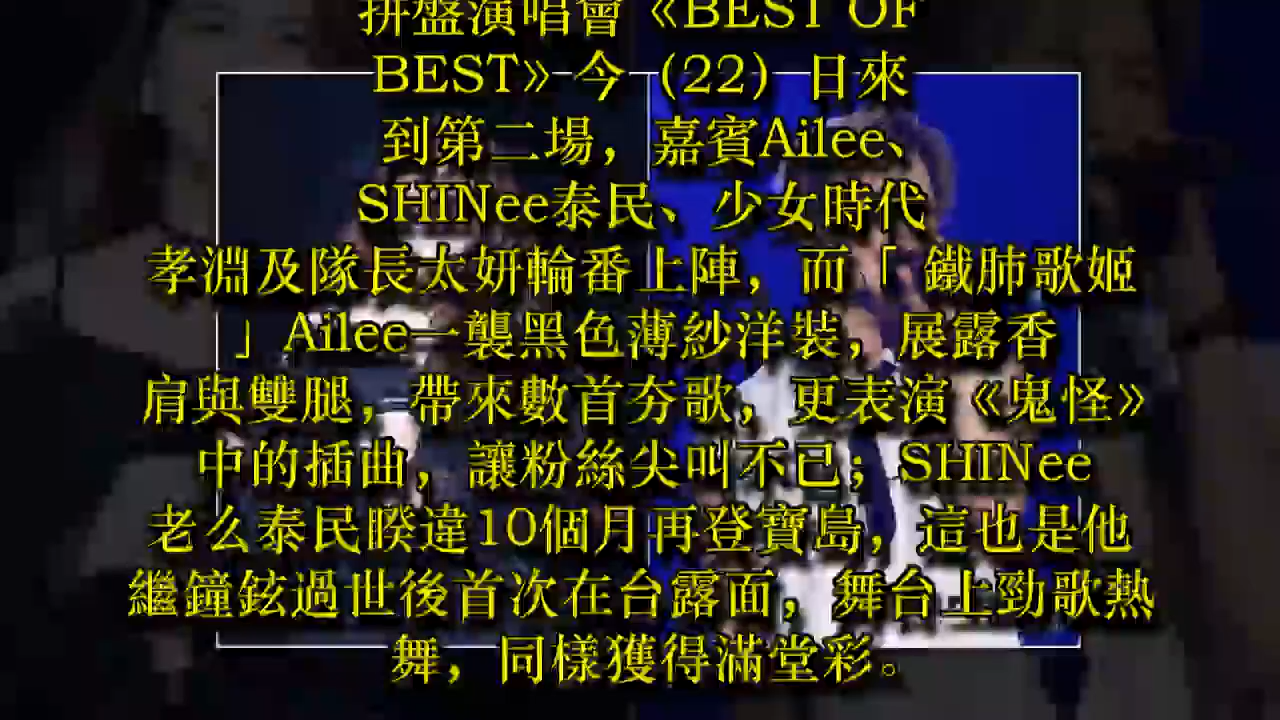 拼盤演唱會《BEST OF
BEST》今（22）日來
到第二場，嘉賓Ailee、
SHINee泰民、少女時代
孝淵及隊長太妍輪番上陣，而「 鐵肺歌姬
」Ailee一襲黑色薄紗洋裝，展露香
肩與雙腿，帶來數首夯歌，更表演《鬼怪》
中的插曲，讓粉絲尖叫不已；SHINee
老么泰民睽違10個月再登寶島，這也是他
繼鐘鉉過世後首次在台露面，舞台上勁歌熱
舞，同樣獲得滿堂彩。